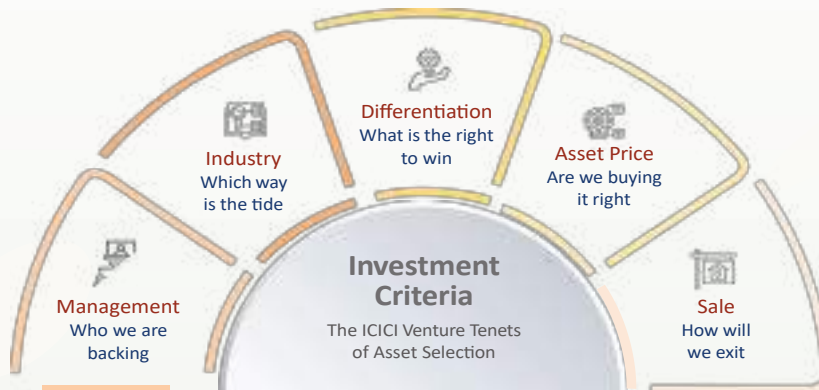 Management
Who we are
backing
Industry
Which way
is the tide
Differentiation
What is the right
to win
Asset Price
Are we buying
it right
Sale
How will
we exit
Investment
Criteria
The ICICI Venture Tenets
of Asset Selection